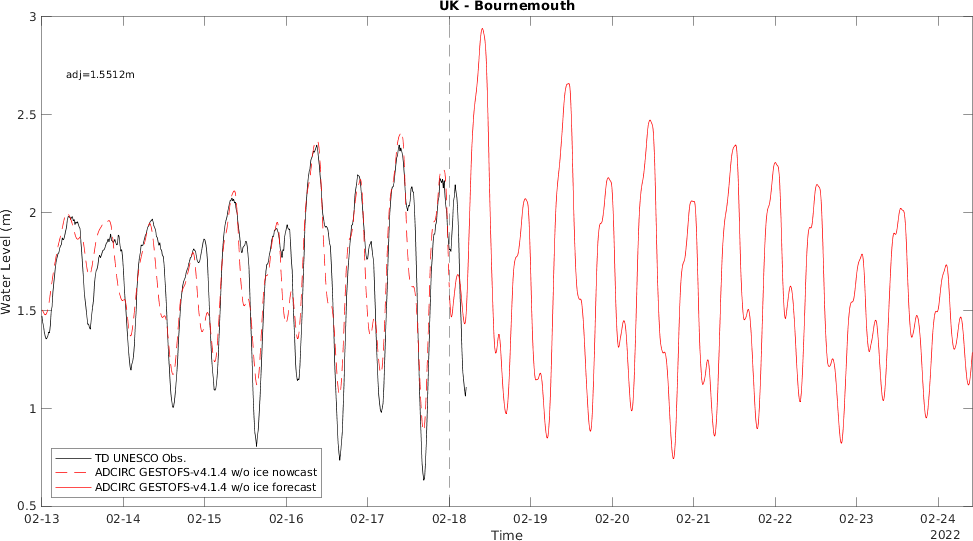 UK - Bournemouth
adj=1.5512m
Water Level (m)
3
2.5
2
1.5
1
0.5
TD UNESCO Obs.
ADCIRC GESTOFS-v4.1.4 w/o ice nowcast
ADCIRC GESTOFS-v4.1.4 w/o ice forecast
02-13 02-14 02-15 02-16 02-17 02-18 02-19 02-20 02-21 02-22 02-23 02-24
Time
2022